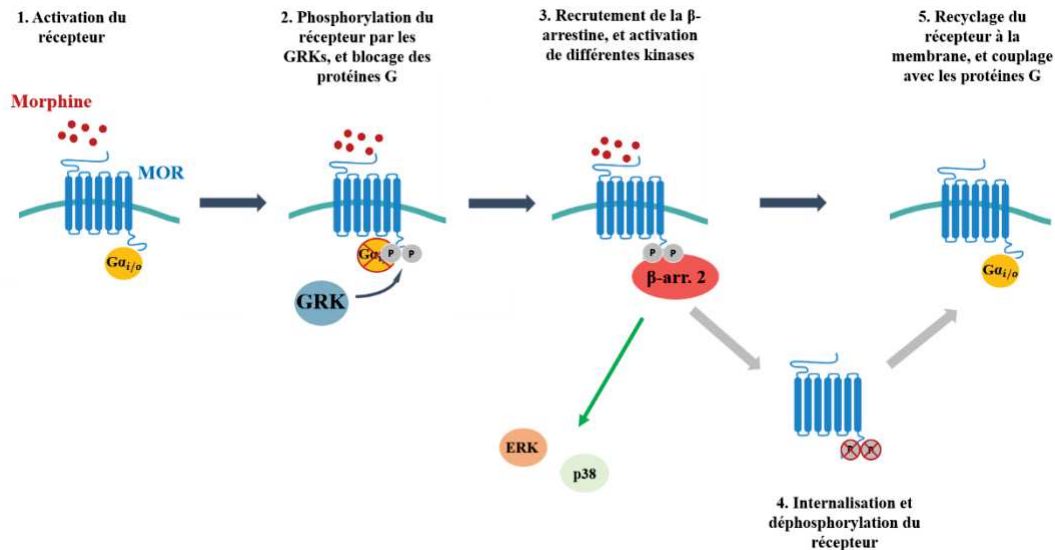 1. Activation du
récepteur
2. Phosphorylation du
récepteur par les
GRKs, et blocage des
protéines G
3. Recrutement de la β-
arrestine, et activation
de différentes kinases
5. Recyclage du
récepteur à la
membrane, et couplage
avec les protéines G
Morphine
MOR
Gαi/o
Gαi
P
P
GRK
P
P
β-arr. 2
Gαi/o
ERK
p38
P
P
4. Internalisation et
déphosphorylation du
récepteur